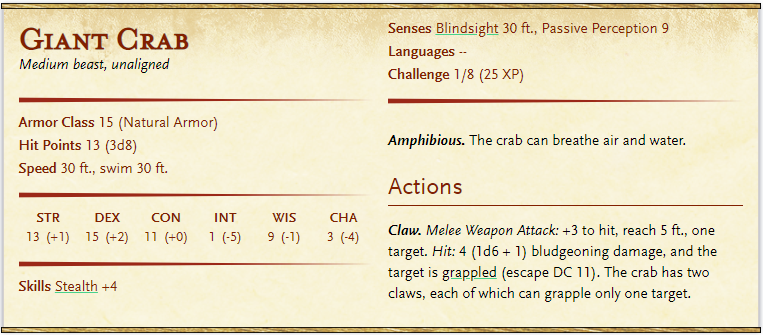 Giant Crab
Medium beast, unaligned
Armor Class 15 (Natural Armor)
Hit Points 13 (3d8)
Speed 30 ft., swim 30 ft.
STR DEX CON INT WIS CHA
13 (+1) 15 (+2) 11 (+0) 1 (-5) 9 (-1) 3 (-4)
Skills Stealth +4
Senses Blindsight 30 ft., Passive Perception 9
Languages --
Challenge 1/8 (25 XP)
Amphibious. The crab can breathe air and water.
Actions
Claw. Melee Weapon Attack: +3 to hit, reach 5 ft., one
target. Hit: 4 (1d6 + 1) bludgeoning damage, and the
target is grappled (escape DC 11). The crab has two
claws, each of which can grapple only one target.